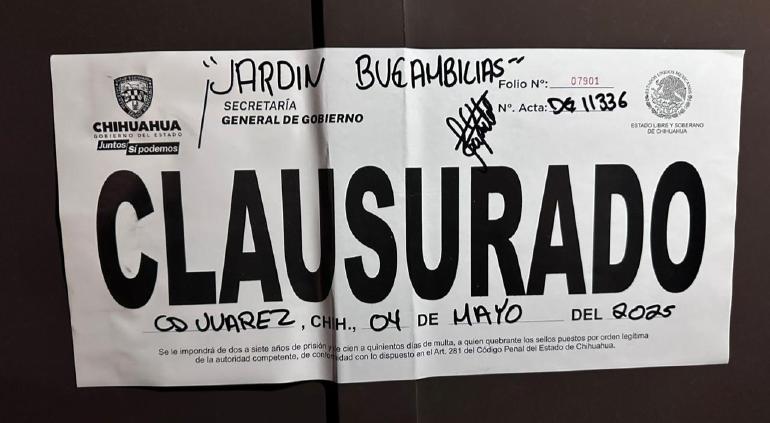 "JARDIN BUGAMBILIAS"
Folio Nº: 07901
SECRETARÍA
GENERAL DE GOBIERNO
Nº. Acta: DG 11336
CHIHUAHUA
GOBIERNO DEL ESTADO
Juntos Sí podemos
ESTADO LIBRE Y SOBERANO
DE CHIHUAHUA
CLAUSURADO
CD JUAREZ, CHIH., 04 DE MAYO DEL 2025
Se le impondrá de dos a siete años de prisión y de cien a quinientos días de multa, a quien quebrante los sellos puestos por orden legítima
de la autoridad competente, de conformidad con lo dispuesto en el Art. 281 del Código Penal del Estado de Chihuahua.